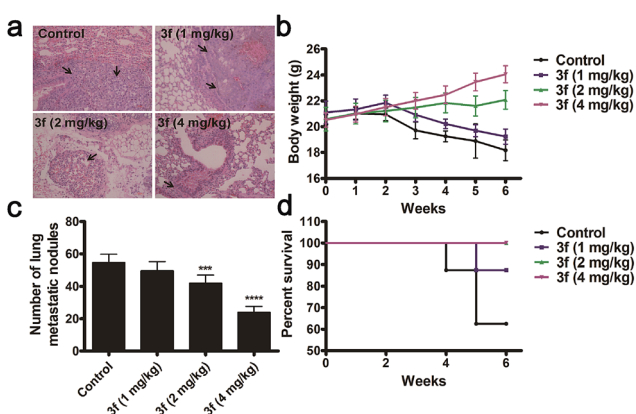 a
Control
3f (1 mg/kg)
3f (2 mg/kg)
3f (4 mg/kg)
b
Body weight (g)
26
24
22
20
18
16
0
1
2
3
4
5
6
Weeks
Control
3f (1 mg/kg)
3f (2 mg/kg)
3f (4 mg/kg)
c
Number of lung
metastatic nodules
80
60
40
20
0
***
****
Control
3f (1 mg/kg)
3f (2 mg/kg)
3f (4 mg/kg)
d
Percent survival
110
100
90
80
70
60
50
0
2
4
6
Weeks
Control
3f (1 mg/kg)
3f (2 mg/kg)
3f (4 mg/kg)